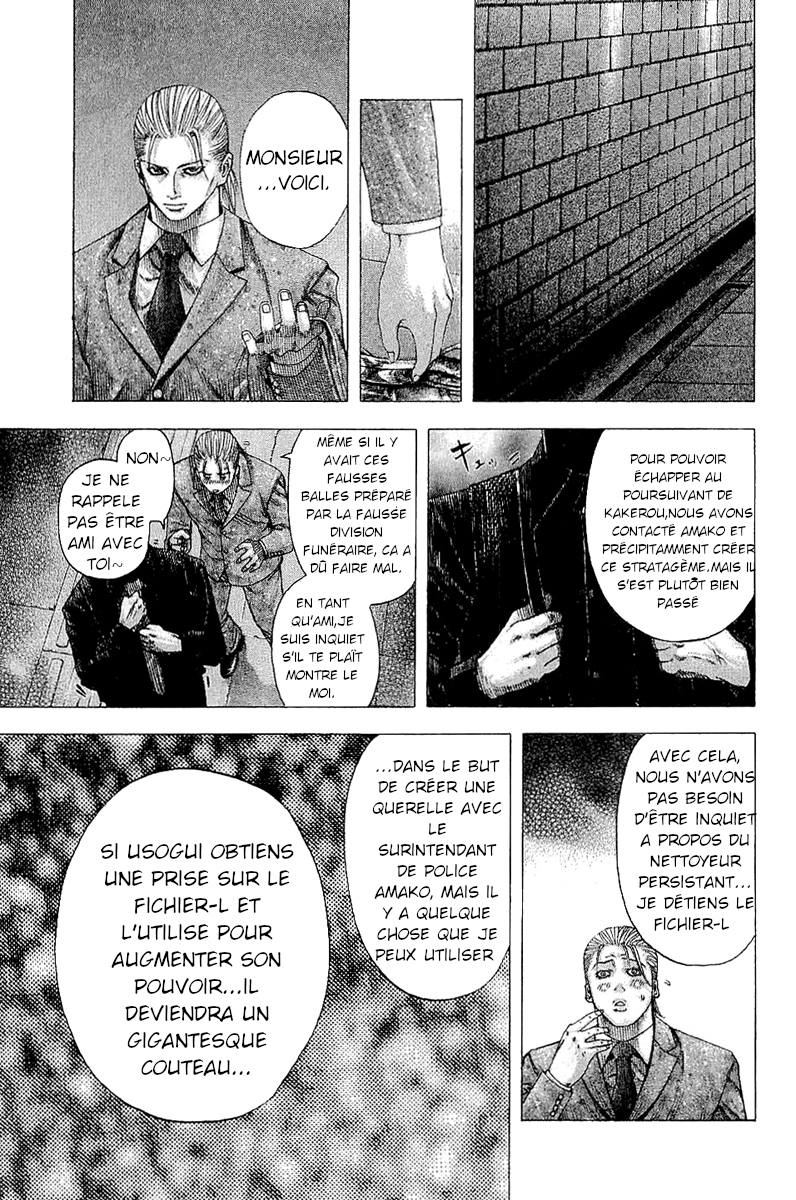 MONSIEUR
...VOICI.
POUR POUVOIR
ÉCHAPPER AU
POURSUIVANT DE
KAKEROU,NOUS AVONS
CONTACTÉ AMAKO ET
PRÉCIPITAMMENT CRÉER
CE STRATAGÈME.MAIS IL
S'EST PLUTÔT BIEN
PASSÉ
キュッ
MÊME SI IL Y
AVAIT CES
FAUSSES
BALLES PRÉPARÉ
PAR LA FAUSSE
DIVISION
FUNÉRAIRE, CA A
DÛ FAIRE MAL.
EN TANT
QU'AMI,JE
SUIS INQUIET
S'IL TE PLAÎT
MONTRE LE
MOI.
NON~
JE NE
RAPPELE
PAS ÊTRE
AMI AVEC
TOI~
AVEC CELA,
NOUS N'AVONS
PAS BESOIN
D'ÊTRE INQUIET
A PROPOS DU
NETTOYEUR
PERSISTANT...
JE DÉTIENS LE
FICHIER-L
...DANS LE BUT
DE CRÉER UNE
QUERELLE AVEC
LE
SURINTENDANT
DE POLICE
AMAKO, MAIS IL
Y A QUELQUE
CHOSE QUE JE
PEUX UTILISER
SI USOGUI OBTIENS
UNE PRISE SUR LE
FICHIER-L ET
L'UTILISE POUR
AUGMENTER SON
POUVOIR...IL
DEVIENDRA UN
GIGANTESQUE
COUTEAU...